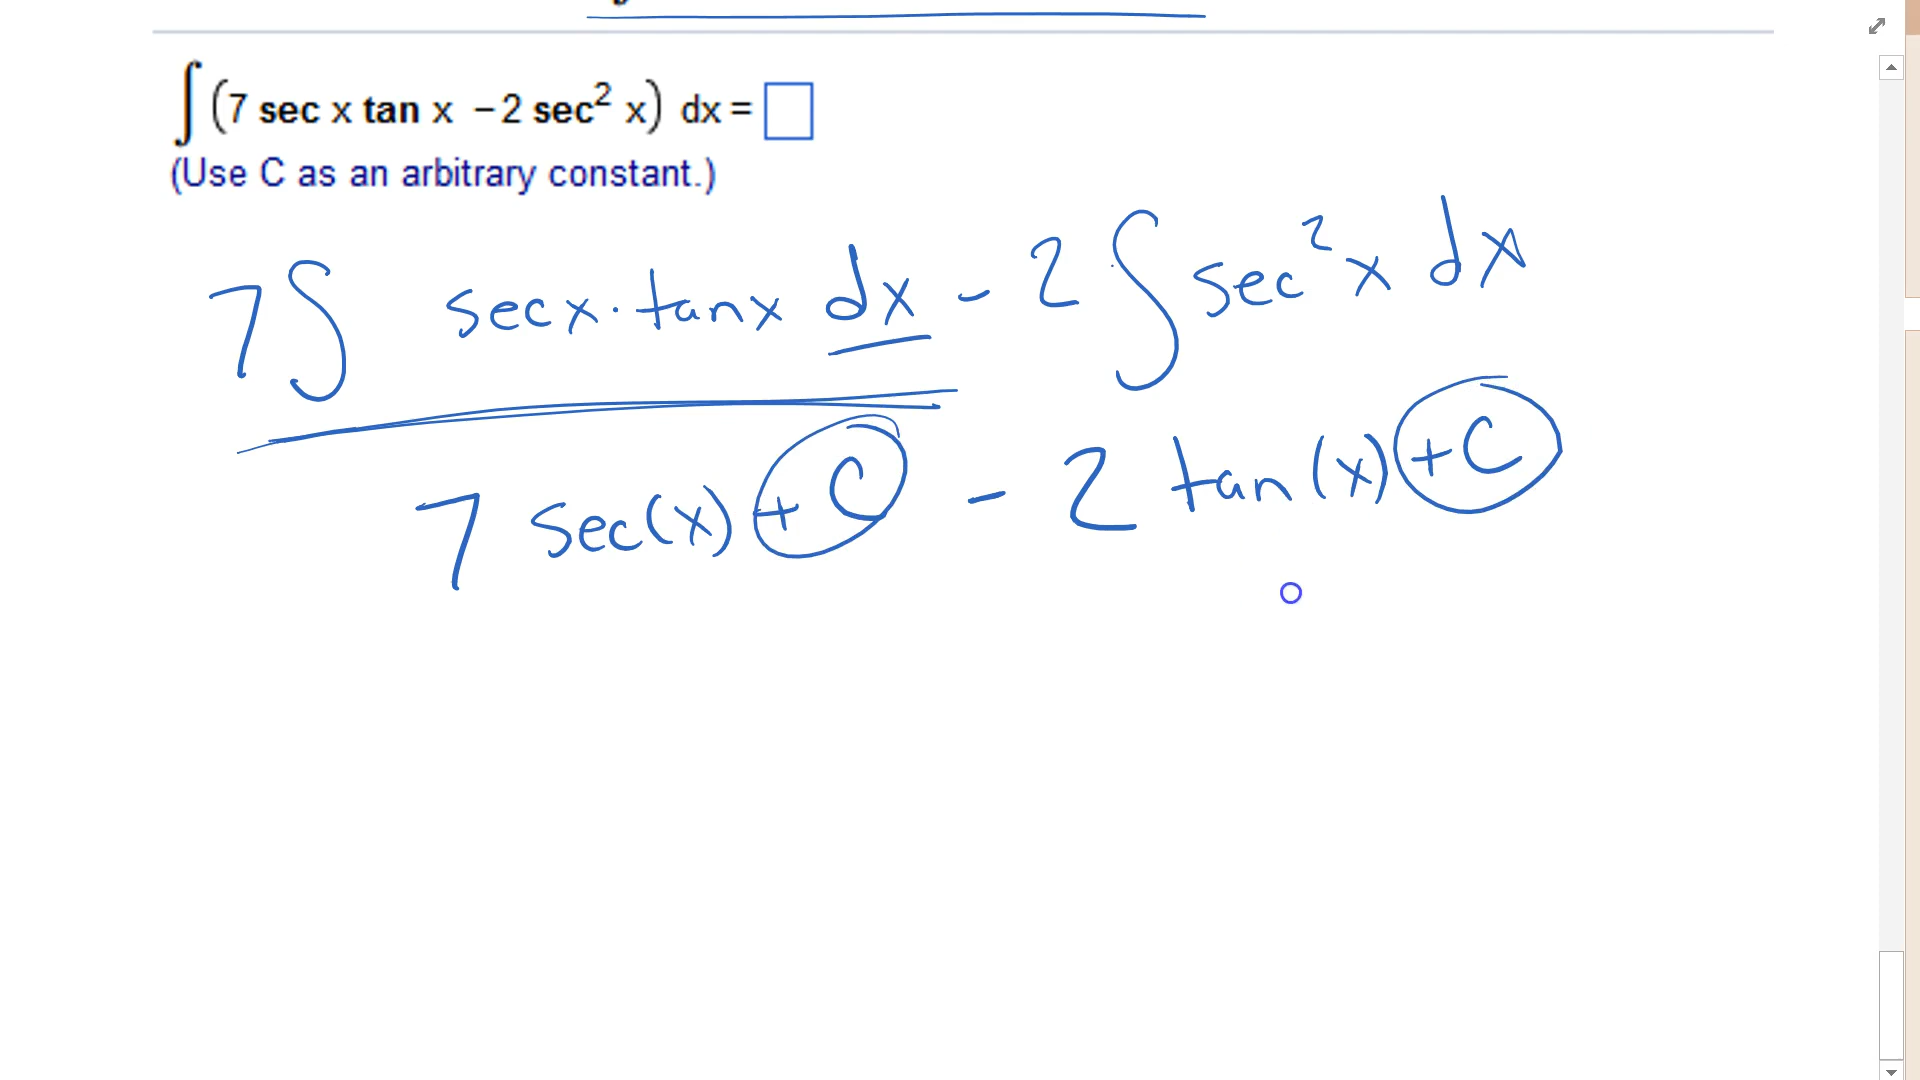 ∫ (7 sec x tan x − 2 sec² x) dx =
(Use C as an arbitrary constant.)
7∫ secx·tanx dx - 2∫ sec²x dx
7 sec(x) + C - 2 tan(x) + C